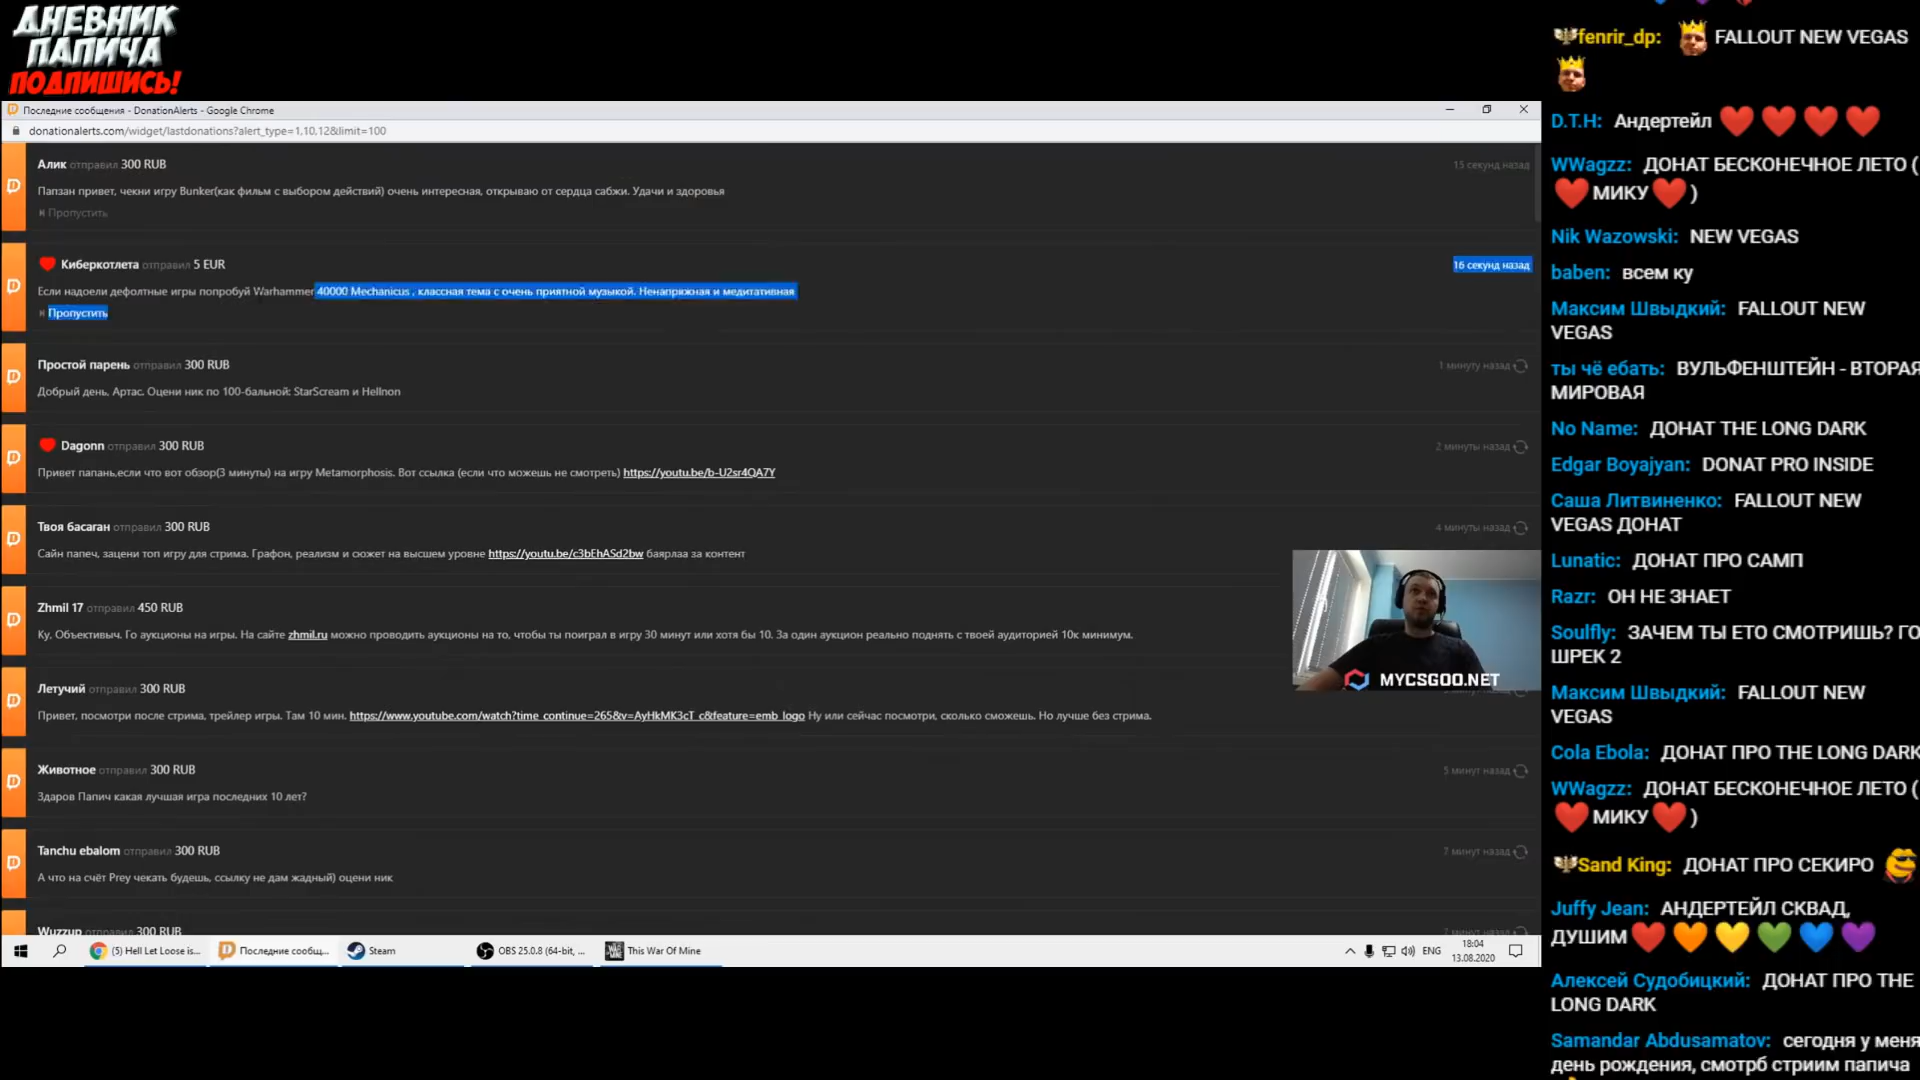 ДНЕВНИК
ПАПИЧА
ПОДПИШИСЬ!
Последние сообщения - DonationAlerts - Google Chrome
donationalerts.com/widget/lastdonations?alert_type=1,10,12&limit=100
Алик отправил 300 RUB
15 секунд назад
Папзан привет, чекни игру Bunker(как фильм с выбором действий) очень интересная, открываю от сердца сабжи. Удачи и здоровья
Пропустить
Киберкотлета отправил 5 EUR
16 секунд назад
Если надоели дефолтные игры попробуй Warhammer 40000 Mechanicus , классная тема с очень приятной музыкой. Ненапряжная и медитативная
Пропустить
Простой парень отправил 300 RUB
1 минуту назад
Добрый день, Артас. Оцени ник по 100-бальной: StarScream и Hellnon
Dagonn отправил 300 RUB
2 минуты назад
Привет папань,если что вот обзор(3 минуты) на игру Metamorphosis. Вот ссылка (если что можешь не смотреть) https://youtu.be/b-U2sr4QA7Y
Твоя басаган отправил 300 RUB
4 минуты назад
Сайн папеч, зацени топ игру для стрима. Графон, реализм и сюжет на высшем уровне https://youtu.be/c3bEhASd2bw баярлаа за контент
Zhmil 17 отправил 450 RUB
Ку, Объективыч. Го аукционы на игры. На сайте zhmil.ru можно проводить аукционы на то, чтобы ты поиграл в игру 30 минут или хотя бы 10. За один аукцион реально поднять с твоей аудиторией 10к минимум.
Летучий отправил 300 RUB
Привет, посмотри после стрима, трейлер игры. Там 10 мин. https://www.youtube.com/watch?time_continue=265&v=AyHkMK3cT_c&feature=emb_logo Ну или сейчас посмотри, сколько сможешь. Но лучше без стрима.
Животное отправил 300 RUB
5 минут назад
Здаров Папич какая лучшая игра последних 10 лет?
Tanchu ebalom отправил 300 RUB
7 минут назад
А что на счёт Prey чекать будешь, ссылку не дам жадный) оцени ник
Wuzzup отправил 300 RUB
7 минут назад
MYCSGOO.NET
(5) Hell Let Loose is...
Последние сообщ...
Steam
OBS 25.0.8 (64-bit, ...
This War Of Mine
ENG
18:04
13.08.2020
fenrir_dp: FALLOUT NEW VEGAS
D.T.H: Андертейл
WWagzz: ДОНАТ БЕСКОНЕЧНОЕ ЛЕТО (
МИКУ )
Nik Wazowski: NEW VEGAS
baben: всем ку
Максим Швыдкий: FALLOUT NEW
VEGAS
ты чё ебать: ВУЛЬФЕНШТЕЙН - ВТОРАЯ
МИРОВАЯ
No Name: ДОНАТ THE LONG DARK
Edgar Boyajyan: DONAT PRO INSIDE
Саша Литвиненко: FALLOUT NEW
VEGAS ДОНАТ
Lunatic: ДОНАТ ПРО САМП
Razr: ОН НЕ ЗНАЕТ
Soulfly: ЗАЧЕМ ТЫ ЕТО СМОТРИШЬ? ГО
ШРЕК 2
Максим Швыдкий: FALLOUT NEW
VEGAS
Cola Ebola: ДОНАТ ПРО THE LONG DARK
WWagzz: ДОНАТ БЕСКОНЕЧНОЕ ЛЕТО (
МИКУ )
Sand King: ДОНАТ ПРО СЕКИРО
Juffy Jean: АНДЕРТЕЙЛ СКВАД,
ДУШИМ
Алексей Судобицкий: ДОНАТ ПРО THE
LONG DARK
Samandar Abdusamatov: сегодня у меня
день рождения, смотрб стриим папича